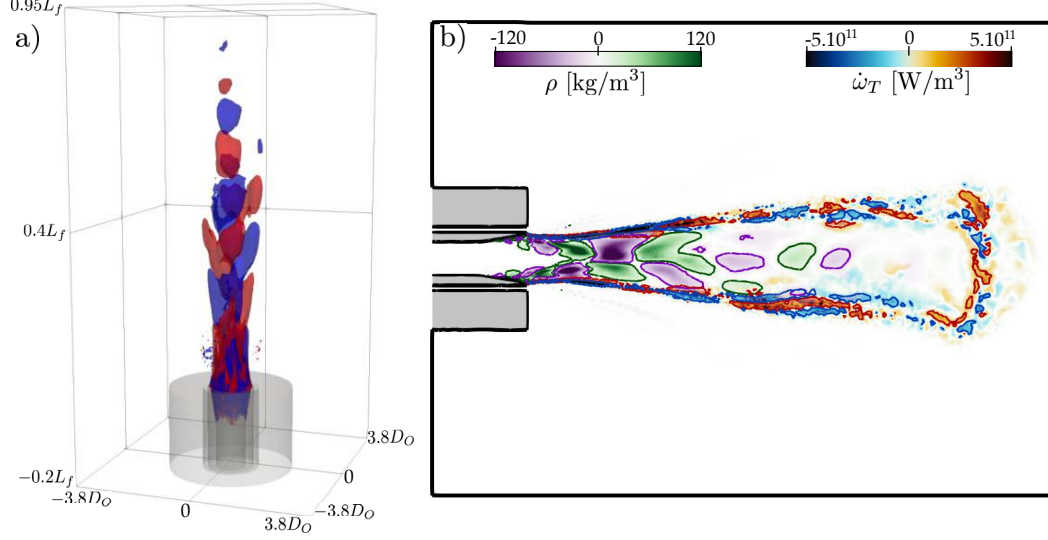 0.95L_f
a)
0.4L_f
−0.2L_f
−3.8D_O
0
3.8D_O
−3.8D_O
0
3.8D_O
b)
-120 0 120
ρ [kg/m³]
-5.10¹¹ 0 5.10¹¹
ω̇_T [W/m³]